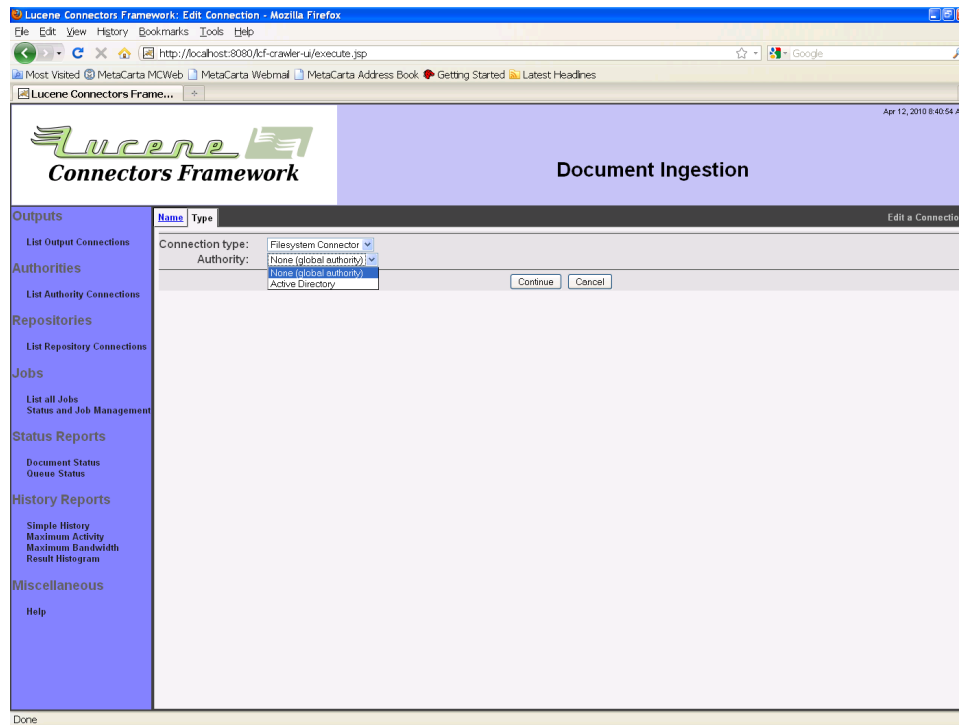 Lucene Connectors Framework: Edit Connection - Mozilla Firefox
File Edit View History Bookmarks Tools Help
http://localhost:8080/lcf-crawler-ui/execute.jsp
Google
Most Visited MetaCarta MCWeb MetaCarta Webmail MetaCarta Address Book Getting Started Latest Headlines
Lucene Connectors Frame...
Apr 12, 2010 8:40:54 A
Lucene
Connectors Framework
Document Ingestion
Outputs
List Output Connections
Authorities
List Authority Connections
Repositories
List Repository Connections
Jobs
List all Jobs
Status and Job Management
Status Reports
Document Status
Queue Status
History Reports
Simple History
Maximum Activity
Maximum Bandwidth
Result Histogram
Miscellaneous
Help
Name Type
Edit a Connectio
Connection type: Filesystem Connector
Authority: None (global authority)
None (global authority)
Active Directory
Continue Cancel
Done